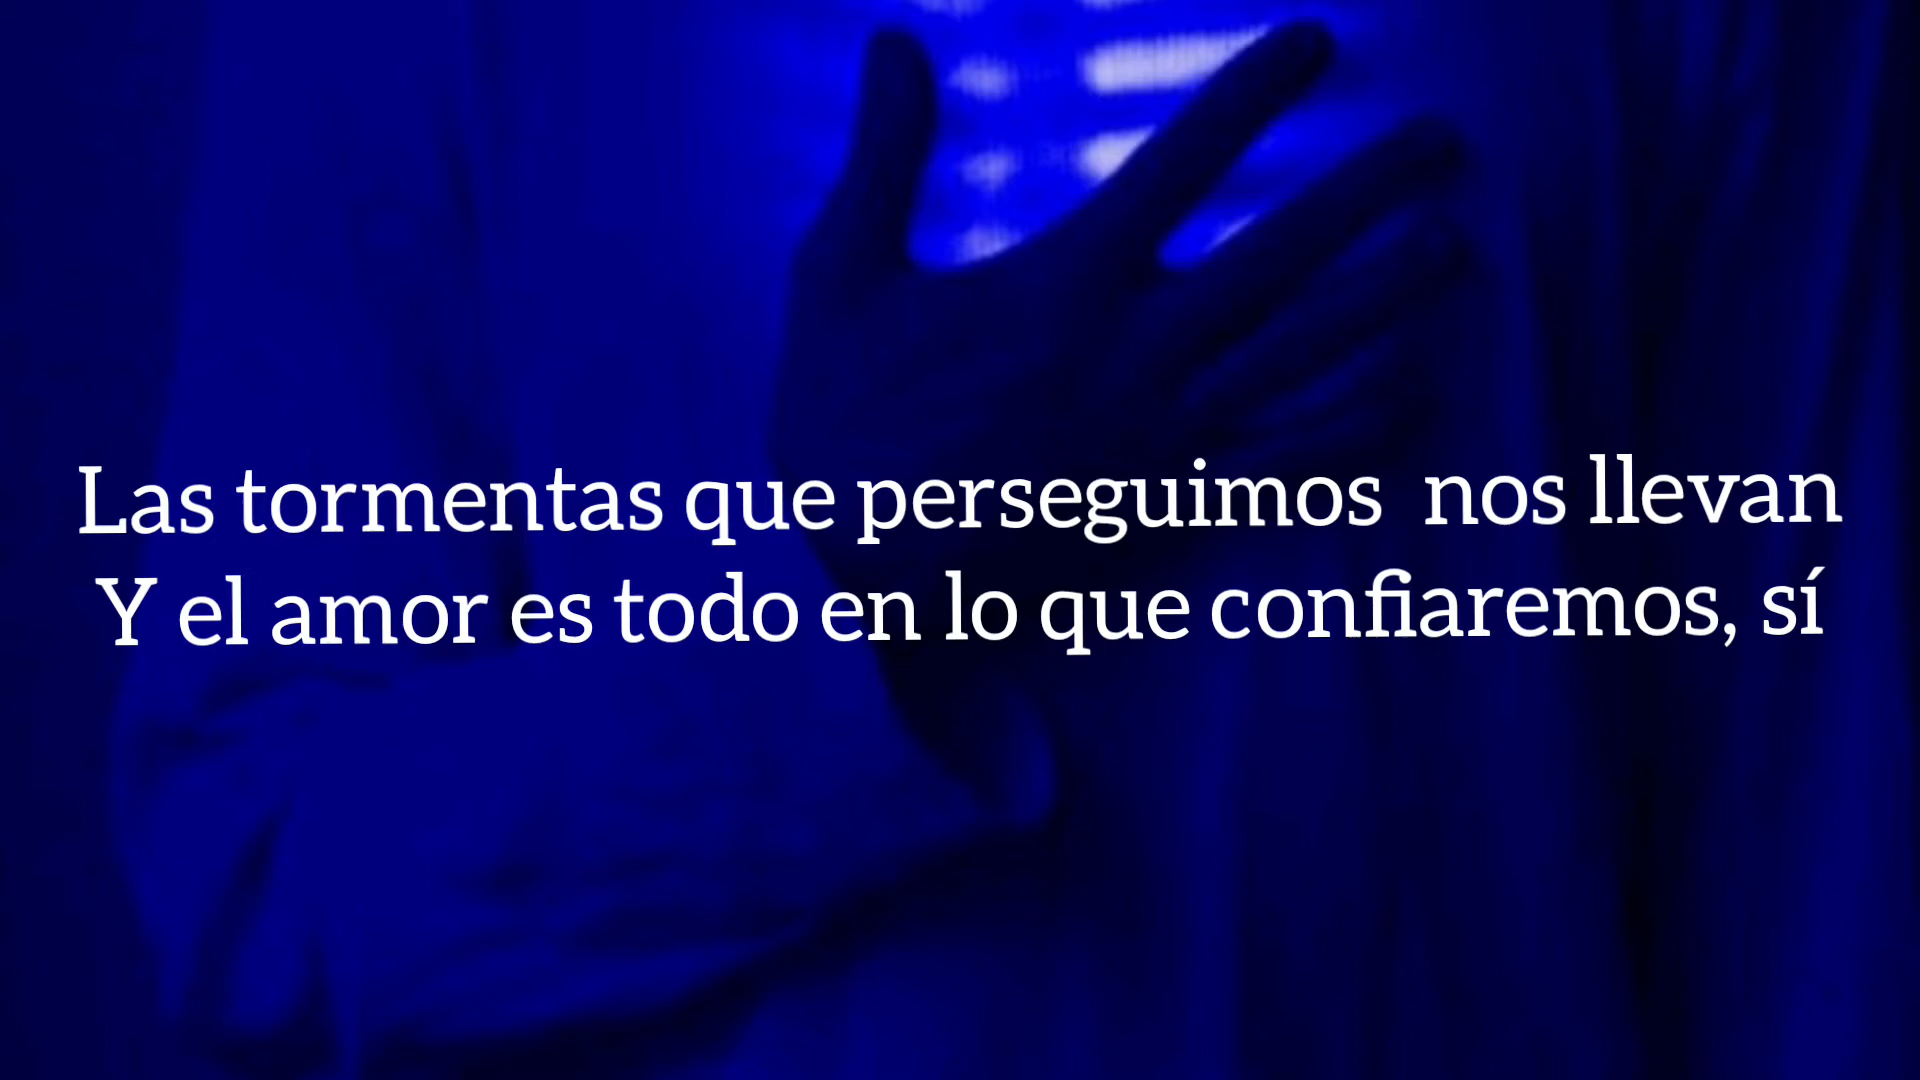 Las tormentas que perseguimos  nos llevan
Y el amor es todo en lo que confiaremos, sí